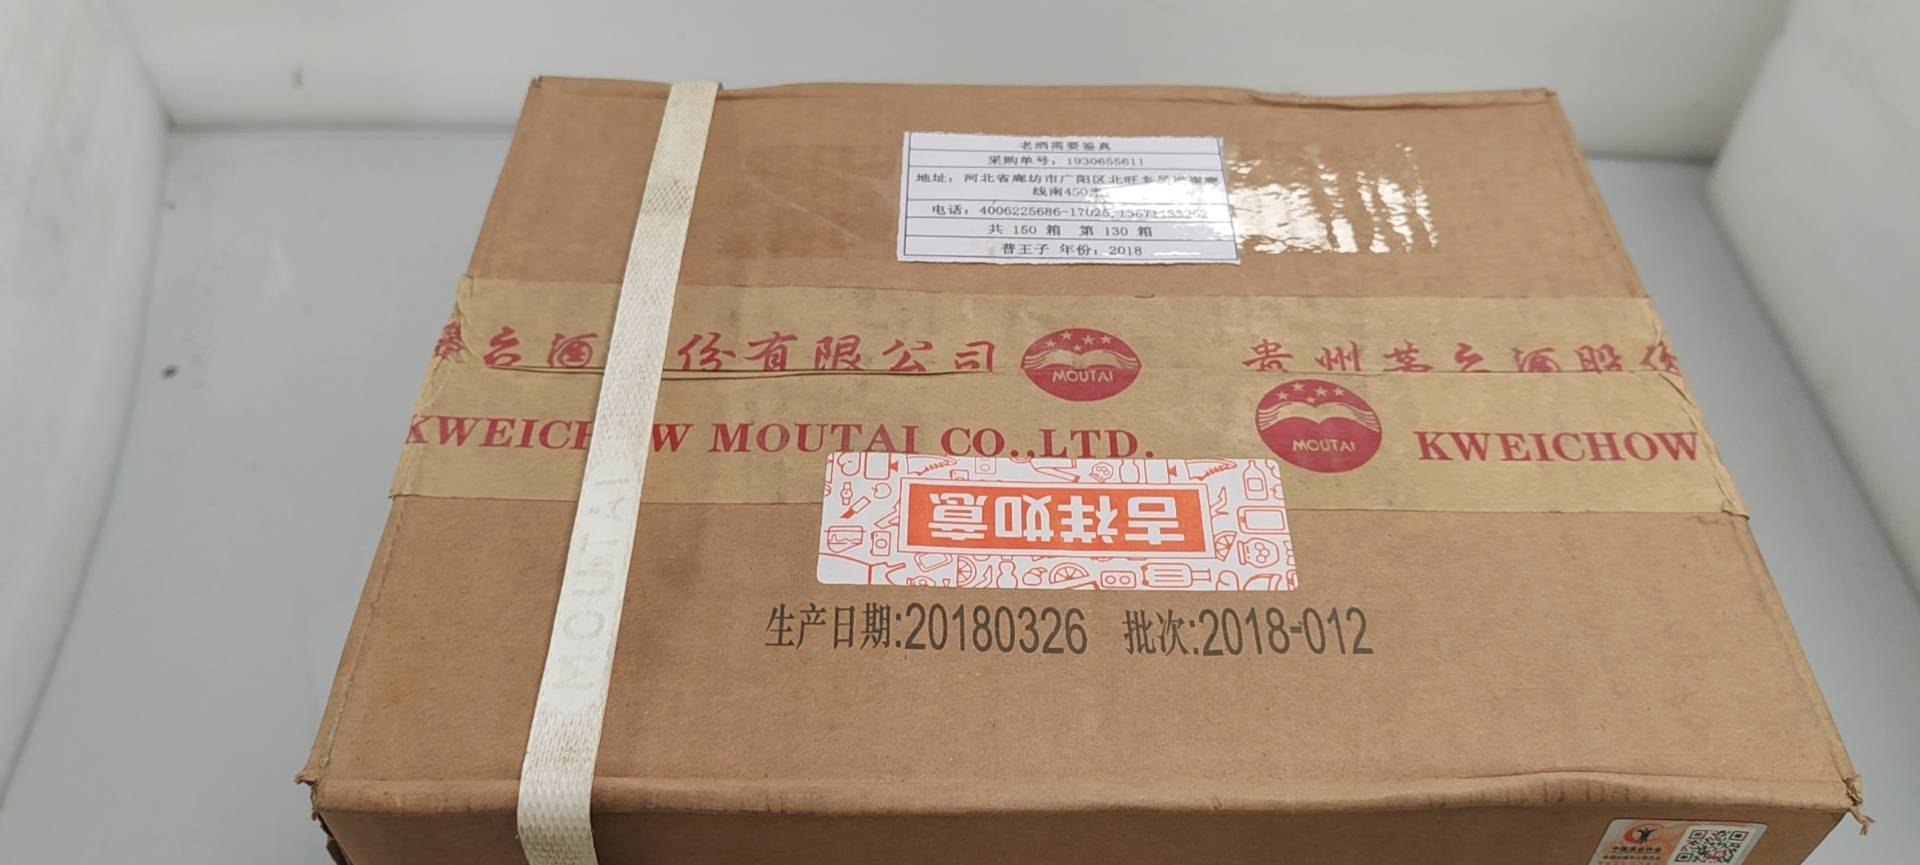 老酒需要鉴真
采购单号：1930655611
地址：河北省廊坊市广阳区北旺乡
线南450米
电话：4006225686-17025,
共 150 箱 第 130 箱
普王子 年份：2018
台酒 份有限公司 MOUTAI 贵州茅台酒股份
KWEICHOW MOUTAI CO.,LTD. MOUTAI KWEICHOW
吉祥如意
MOUTAI
生产日期:20180326 批次:2018-012